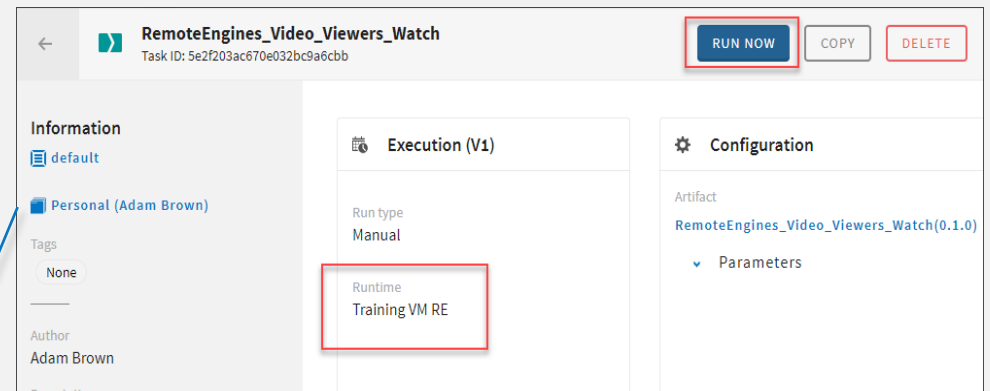 RemoteEngines_Video_Viewers_Watch
Task ID: 5e2f203ac670e032bc9a6cbb
RUN NOW
COPY
DELETE
Information
default
Personal (Adam Brown)
Tags
None
Author
Adam Brown
Execution (V1)
Run type
Manual
Runtime
Training VM RE
Configuration
Artifact
RemoteEngines_Video_Viewers_Watch(0.1.0)
Parameters